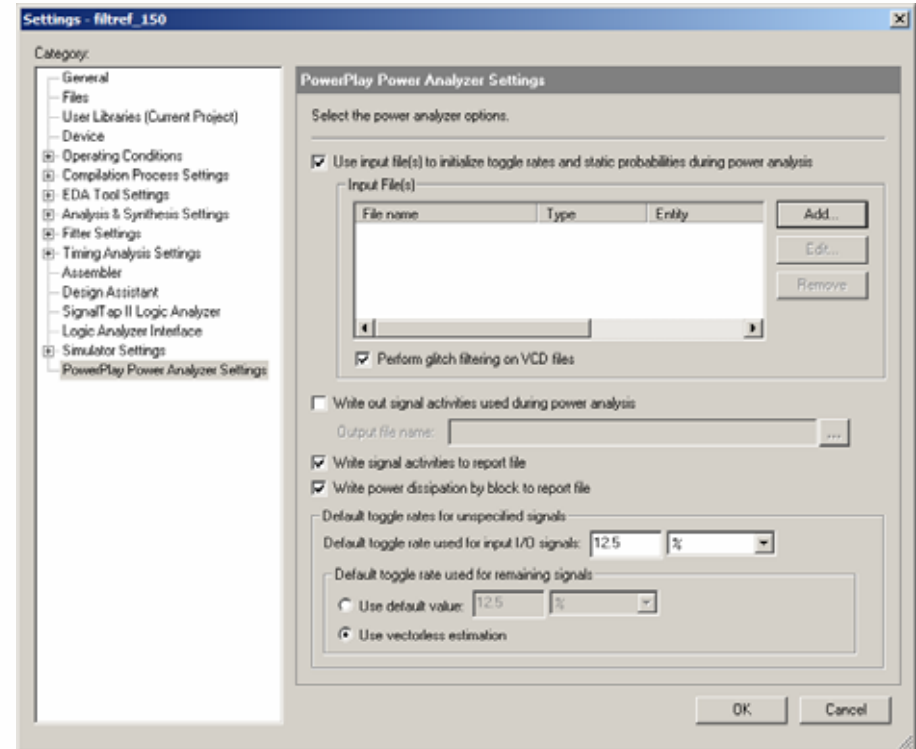 Settings - filtref_150
Category:
General
Files
User Libraries (Current Project)
Device
Operating Conditions
Compilation Process Settings
EDA Tool Settings
Analysis & Synthesis Settings
Fitter Settings
Timing Analysis Settings
Assembler
Design Assistant
SignalTap II Logic Analyzer
Logic Analyzer Interface
Simulator Settings
PowerPlay Power Analyzer Settings
PowerPlay Power Analyzer Settings
Select the power analyzer options.
Use input file(s) to initialize toggle rates and static probabilities during power analysis
Input File(s)
File name Type Entity
Add...
Edit...
Remove
Perform glitch filtering on VCD files
Write out signal activities used during power analysis
Output file name: ...
Write signal activities to report file
Write power dissipation by block to report file
Default toggle rates for unspecified signals
Default toggle rate used for input I/O signals: 12.5 %
Default toggle rate used for remaining signals
Use default value: 12.5 %
Use vectorless estimation
OK Cancel